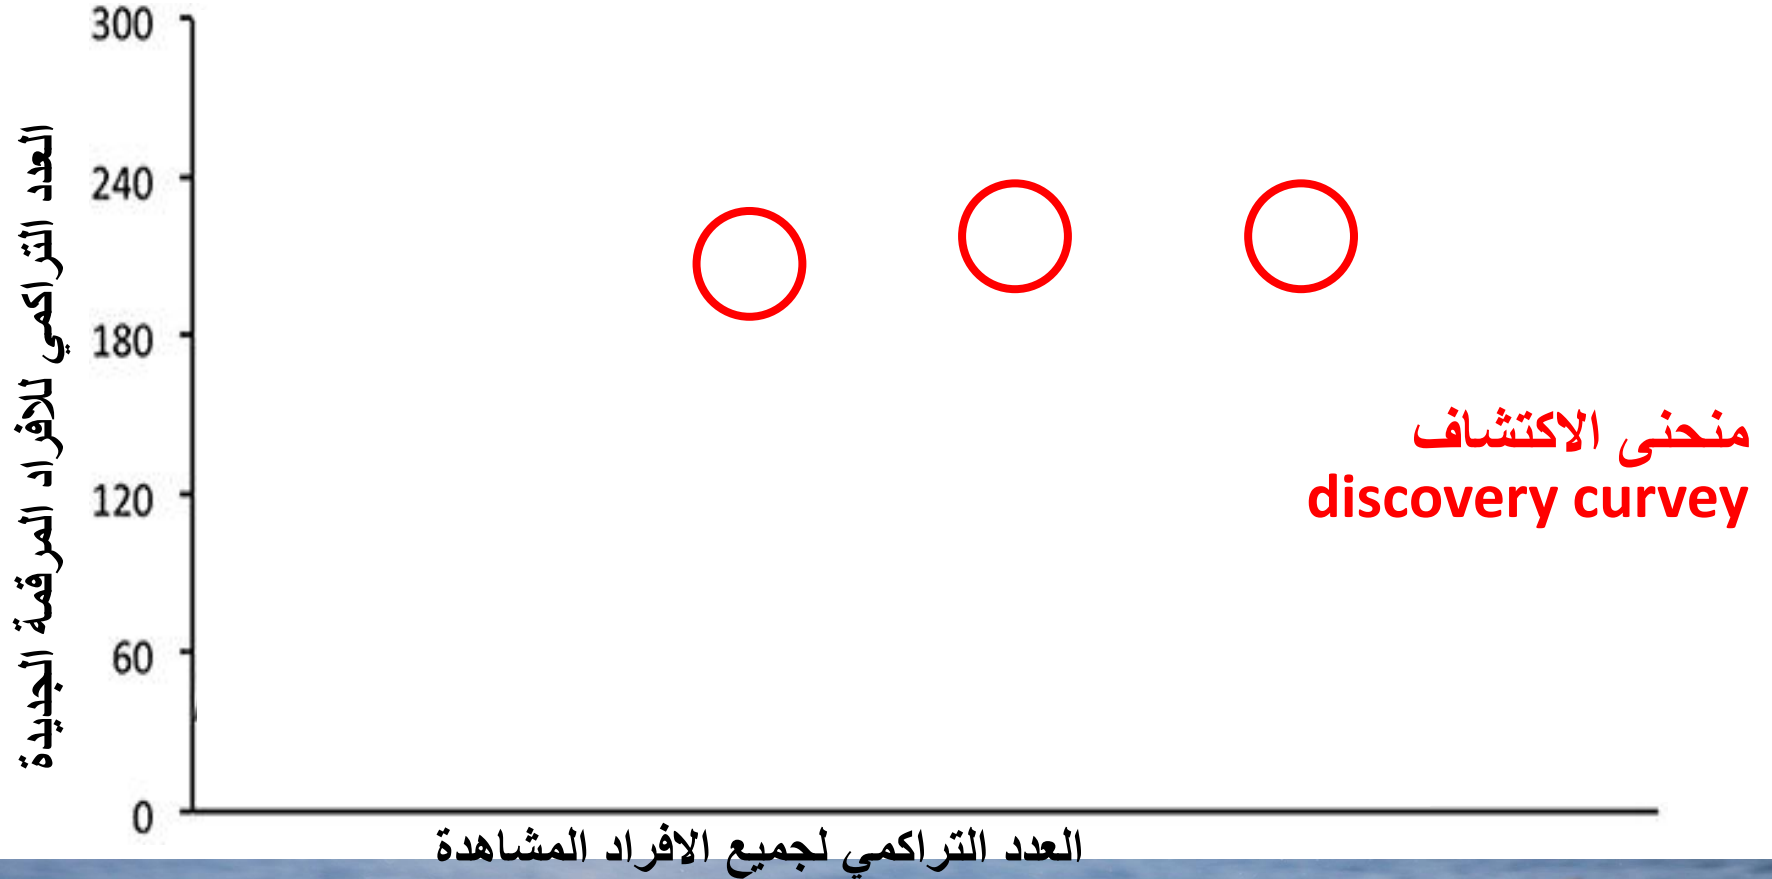 300
240
180
120
60
0
العدد التراكمي للافراد المرقمة الجديدة
منحنى الاكتشاف
discovery curvey
العدد التراكمي لجميع الافراد المشاهدة